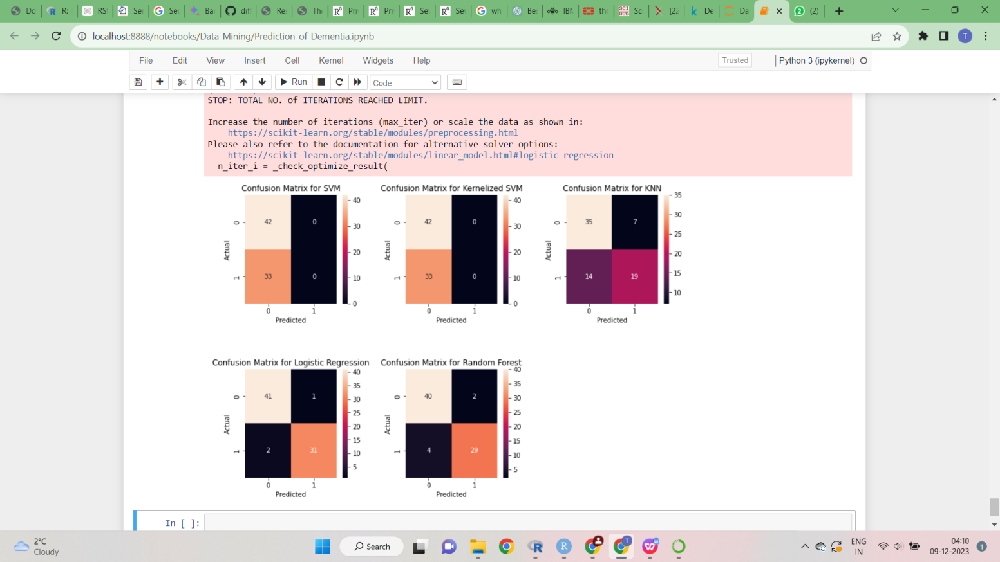 Do
R: 
RS
Ser
Sec
Ba
dif
Re
Th
Pri
Pri
Se
Se
wh
Be
IBM
thr
Sci
[22
De
Da
(2)
localhost:8888/notebooks/Data_Mining/Prediction_of_Dementia.ipynb
T
File Edit View Insert Cell Kernel Widgets Help
Trusted
Python 3 (ipykernel)
Run
Code
STOP: TOTAL NO. of ITERATIONS REACHED LIMIT.
Increase the number of iterations (max_iter) or scale the data as shown in:
https://scikit-learn.org/stable/modules/preprocessing.html
Please also refer to the documentation for alternative solver options:
https://scikit-learn.org/stable/modules/linear_model.html#logistic-regression
n_iter_i = _check_optimize_result(
Confusion Matrix for SVM
0
1
Actual
42 0
33 0
0 1
Predicted
40
30
20
10
0
Confusion Matrix for Kernelized SVM
0
1
Actual
42 0
33 0
0 1
Predicted
40
30
20
10
0
Confusion Matrix for KNN
0
1
Actual
35 7
14 19
0 1
Predicted
35
30
25
20
15
10
Confusion Matrix for Logistic Regression
0
1
Actual
41 1
2 31
0 1
Predicted
40
35
30
25
20
15
10
5
Confusion Matrix for Random Forest
0
1
Actual
40 2
4 29
0 1
Predicted
40
35
30
25
20
15
10
5
In [ ]:
2°C
Cloudy
Search
ENG
IN
04:10
09-12-2023
1